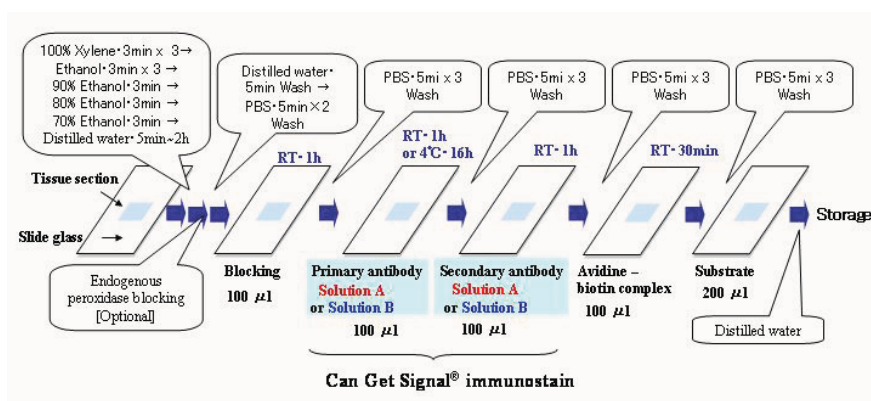 100% Xylene・3min x 3→
Ethanol・3min x 3 →
90% Ethanol・3min →
80% Ethanol・3min →
70% Ethanol・3min →
Distilled water・5min~2h
Distilled water・
5min Wash →
PBS・5min×2
Wash
PBS・5mi x 3
Wash
PBS・5mi x 3
Wash
PBS・5mi x 3
Wash
PBS・5mi x 3
Wash
RT・1h
RT・1h
or 4℃・16h
RT・1h
RT・30min
Tissue section
Slide glass
Storage
Endogenous
peroxidase blocking
[Optional]
Blocking
100 μl
Primary antibody
Solution A
or Solution B
100 μl
Secondary antibody
Solution A
or Solution B
100 μl
Avidine –
biotin complex
100 μl
Substrate
200 μl
Distilled water
Can Get Signal® immunostain